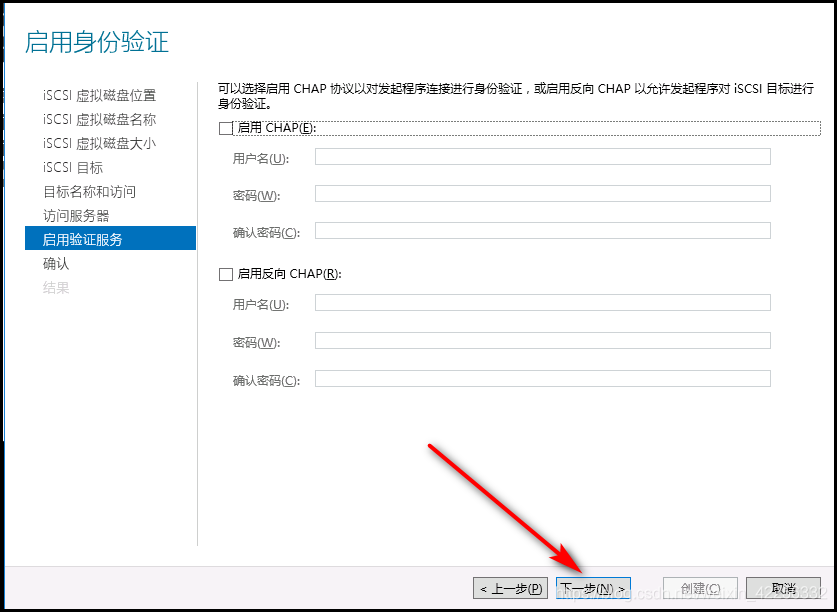 启用身份验证
可以选择启用 CHAP 协议以对发起程序连接进行身份验证，或启用反向 CHAP 以允许发起程序对 iSCSI 目标进行
身份验证。
iSCSI 虚拟磁盘位置
iSCSI 虚拟磁盘名称
iSCSI 虚拟磁盘大小
iSCSI 目标
目标名称和访问
访问服务器
启用验证服务
确认
结果
启用 CHAP(E):
用户名(U):
密码(W):
确认密码(C):
启用反向 CHAP(R):
用户名(U):
密码(W):
确认密码(C):
< 上一步(P)
下一步(N) >
创建(C)
取消